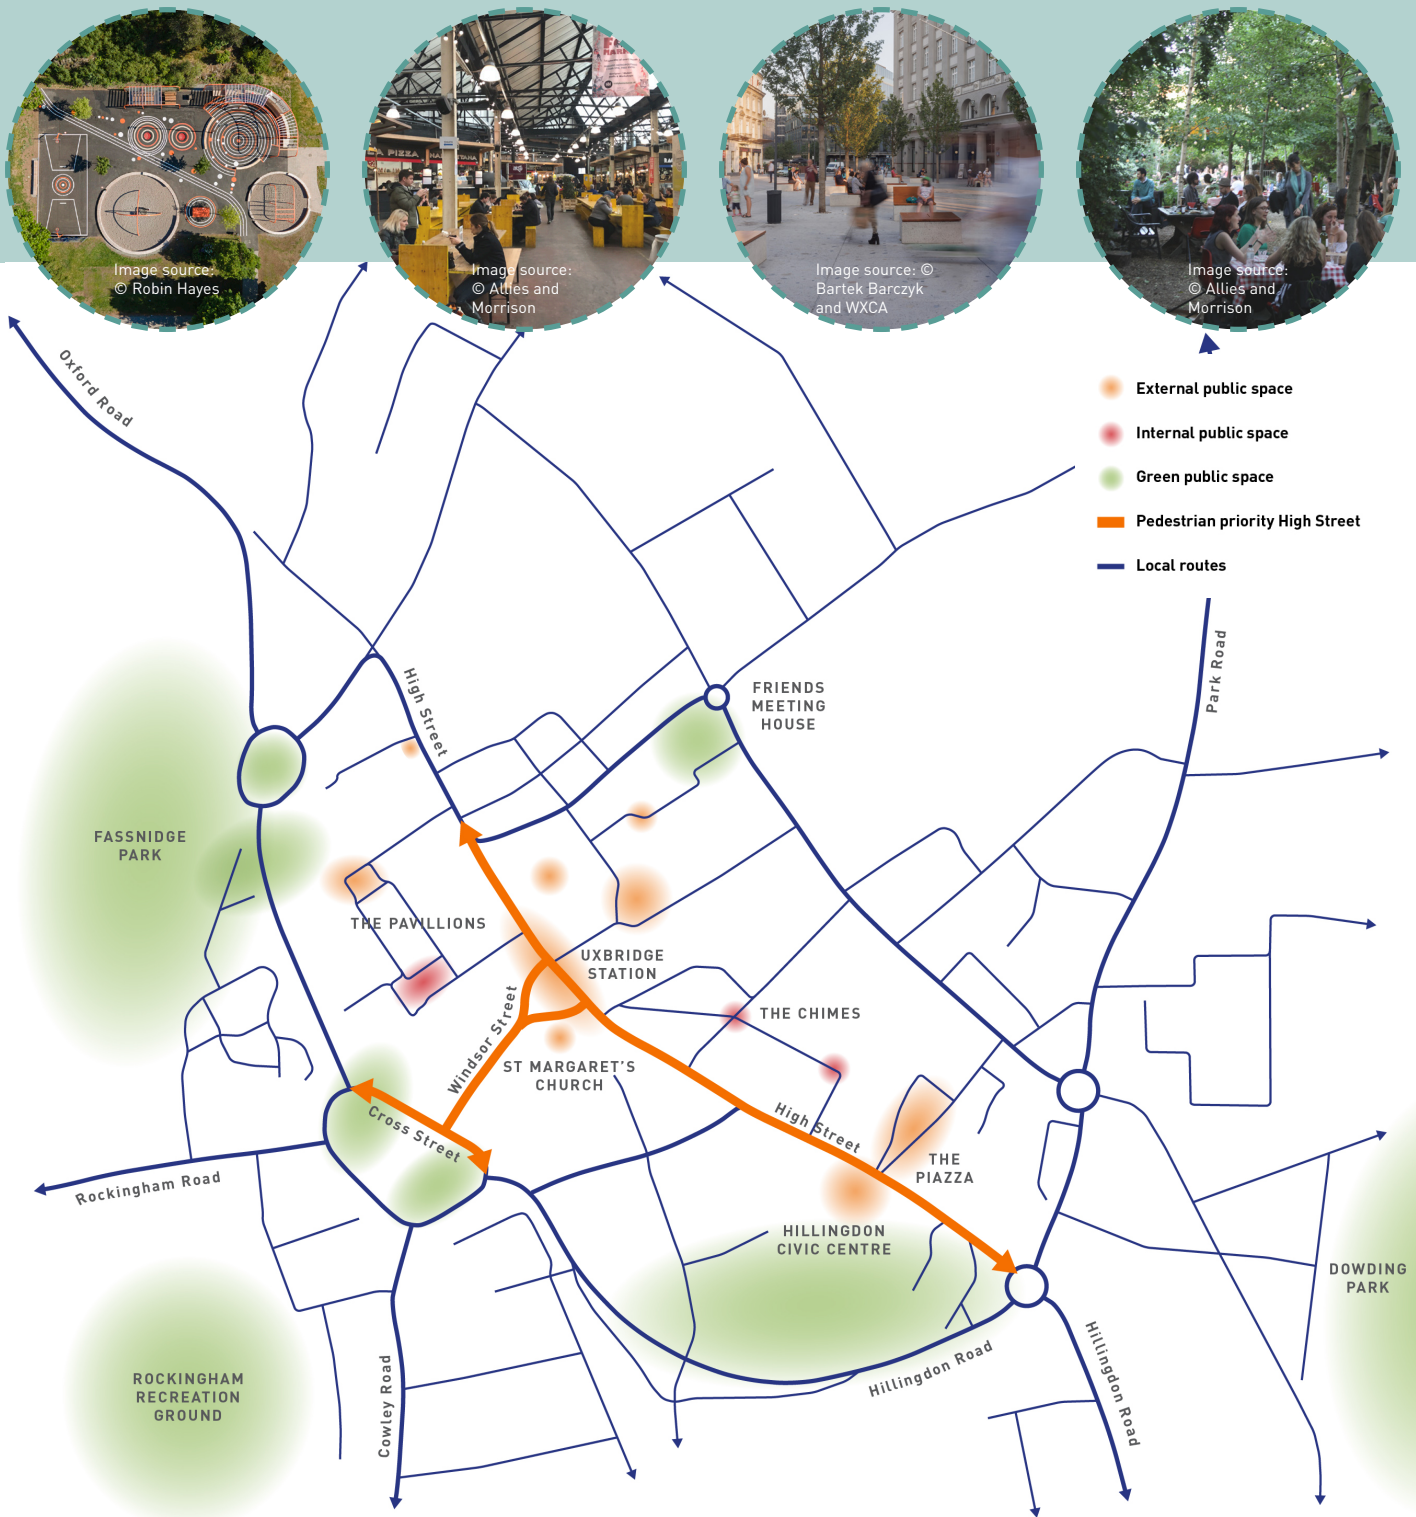 PIZZA
Image source:
© Robin Hayes
Image source:
© Allies and
Morrison
Image source: ©
Bartek Barczyk
and WXCA
Image source:
© Allies and
Morrison
Oxford Road
External public space
Internal public space
Green public space
Pedestrian priority High Street
Local routes
Park Road
High Street
FRIENDS
MEETING
HOUSE
FASSNIDGE
PARK
THE PAVILLIONS
UXBRIDGE
STATION
THE CHIMES
Windsor Street
ST MARGARET'S
CHURCH
Cross Street
High Street
THE
PIAZZA
Rockingham Road
HILLINGDON
CIVIC CENTRE
DOWDING
PARK
ROCKINGHAM
RECREATION
GROUND
Cowley Road
Hillingdon Road
Hillingdon Road